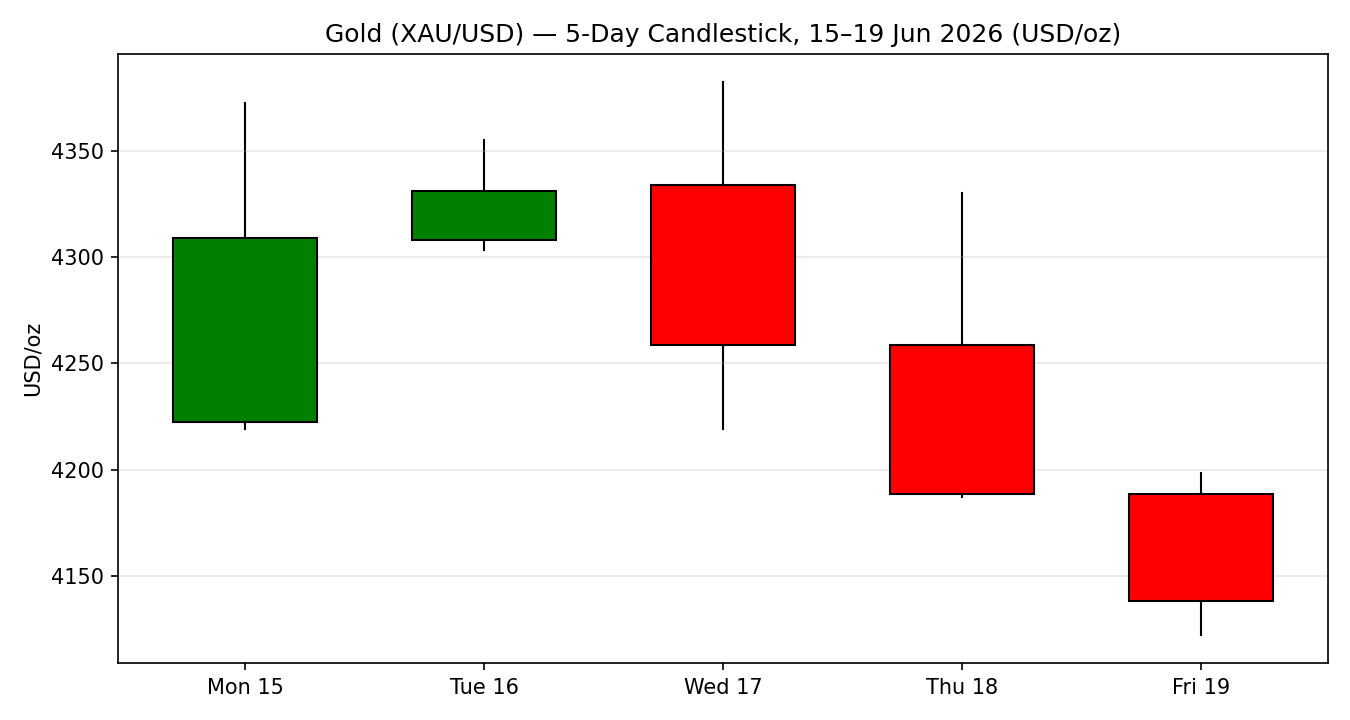 Gold (XAU/USD) — 5-Day Candlestick, 15–19 Jun 2026 (USD/oz)
USD/oz
4350
4300
4250
4200
4150
Mon 15
Tue 16
Wed 17
Thu 18
Fri 19